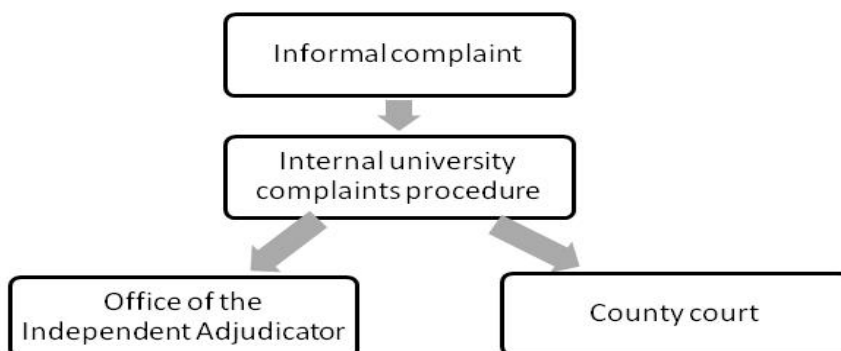 Informal complaint
Internal university
complaints procedure
Office of the
Independent Adjudicator
County court